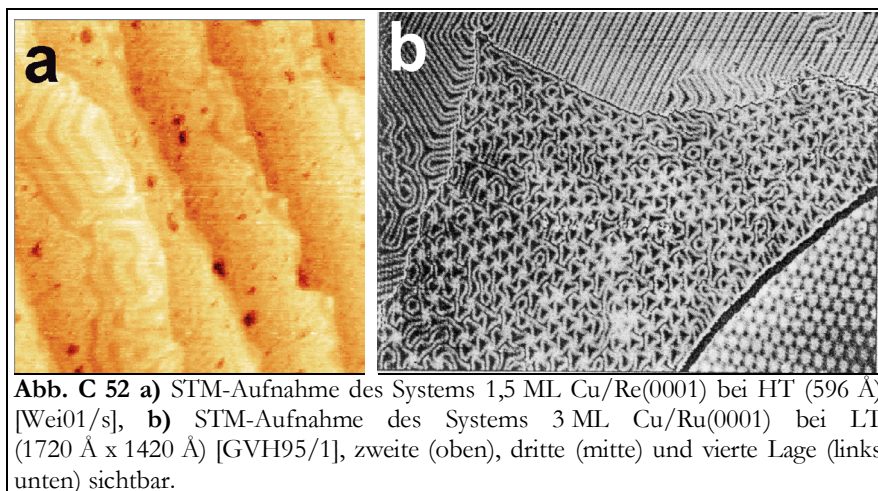 a
b
Abb. C 52 a) STM-Aufnahme des Systems 1,5 ML Cu/Re(0001) bei HT (596 Å)
[Wei01/s], b) STM-Aufnahme des Systems 3 ML Cu/Ru(0001) bei LT
(1720 Å x 1420 Å) [GVH95/1], zweite (oben), dritte (mitte) und vierte Lage (links
unten) sichtbar.